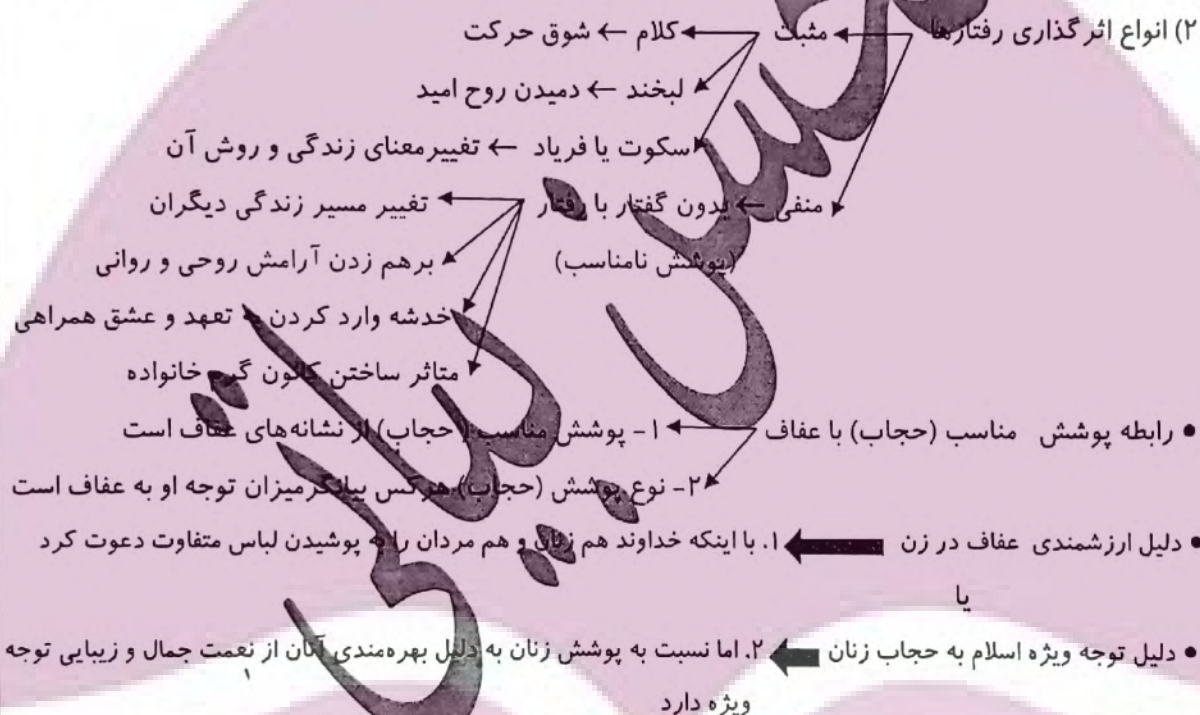 ۲) انواع اثر گذاری رفتارها ← مثبت ← کلام ← شوق حرکت
لبخند ← دمیدن روح امید
سکوت یا فریاد ← تغییر معنای زندگی و روش آن
منفی ← بدون گفتار با رفتار ← تغییر مسیر زندگی دیگران
(پوشش نامناسب) برهم زدن آرامش روحی و روانی
خدشه وارد کردن به تعهد و عشق همراهی
متاثر ساختن کانون گرم خانواده
• رابطه پوشش مناسب (حجاب) با عفاف ← ۱- پوشش مناسب (حجاب) از نشانه‌های عفاف است
۲- نوع پوشش (حجاب) هرکس بیانگر میزان توجه او به عفاف است
• دلیل ارزشمندی عفاف در زن ← ۱. با اینکه خداوند هم زنان و هم مردان را به پوشیدن لباس متفاوت دعوت کرد
یا
• دلیل توجه ویژه اسلام به حجاب زنان ← ۲. اما نسبت به پوشش زنان به دلیل بهره‌مندی آنان از نعمت جمال و زیبایی توجه
ویژه دارد
۱